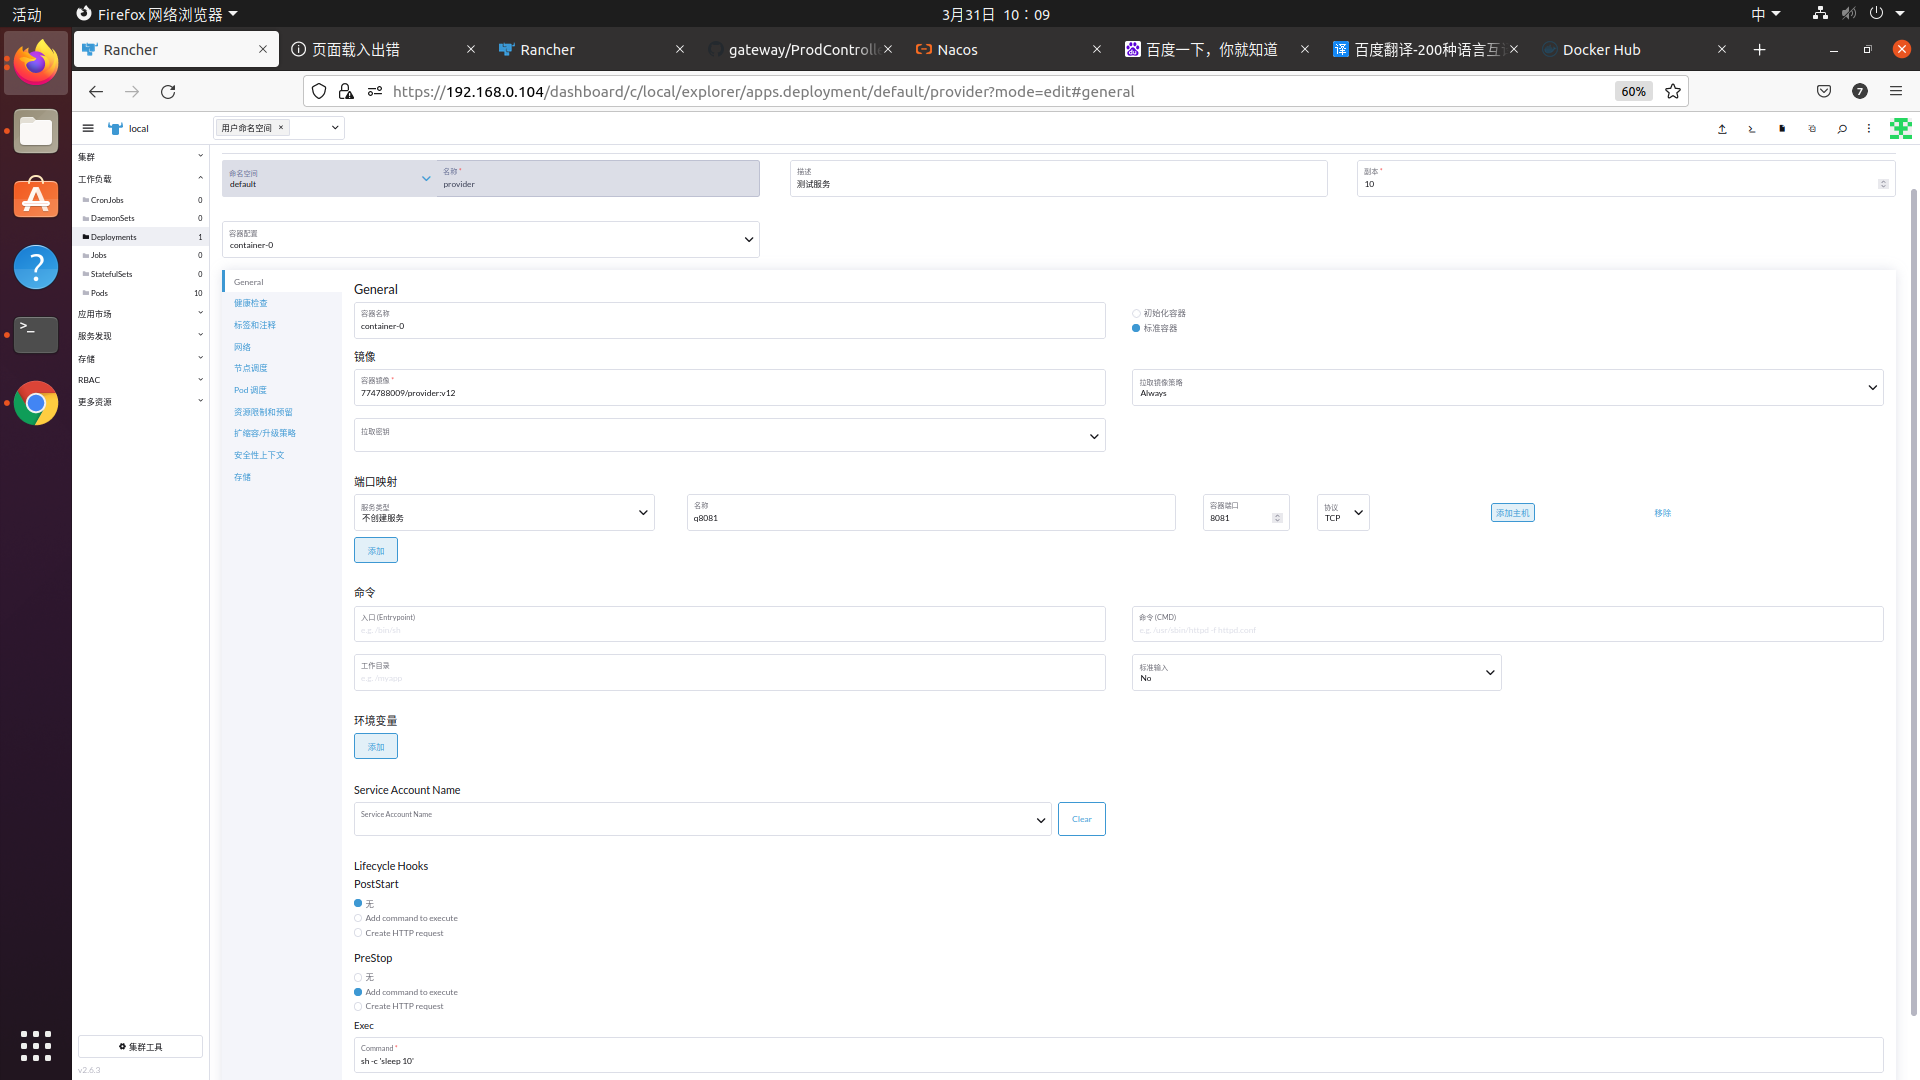 活动
Firefox 网络浏览器
3月31日 10：09
中
Rancher
页面载入出错
Rancher
gateway/ProdControll
Nacos
百度一下，你就知道
百度翻译-200种语言互
Docker Hub
https://192.168.0.104/dashboard/c/local/explorer/apps.deployment/default/provider?mode=edit#general
60%
7
local
用户命名空间
集群
工作负载
CronJobs 0
DaemonSets 0
Deployments 1
Jobs 0
StatefulSets 0
Pods 10
应用市场
服务发现
存储
RBAC
更多资源
集群工具
v2.6.3
命名空间
default
名称 *
provider
描述
测试服务
副本 *
10
容器配置
container-0
General
健康检查
标签和注释
网络
节点调度
Pod 调度
资源限制和预留
扩缩容/升级策略
安全性上下文
存储
General
容器名称
container-0
初始化容器
标准容器
镜像
容器镜像 *
774788009/provider:v12
拉取镜像策略
Always
拉取密钥
端口映射
服务类型
不创建服务
名称
q8081
容器端口
8081
协议
TCP
添加主机
移除
添加
命令
入口 (Entrypoint)
e.g. /bin/sh
命令 (CMD)
e.g. /usr/sbin/httpd -f httpd.conf
工作目录
e.g. /myapp
标准输入
No
环境变量
添加
Service Account Name
Service Account Name
Clear
Lifecycle Hooks
PostStart
无
Add command to execute
Create HTTP request
PreStop
无
Add command to execute
Create HTTP request
Exec
Command *
sh -c 'sleep 10'